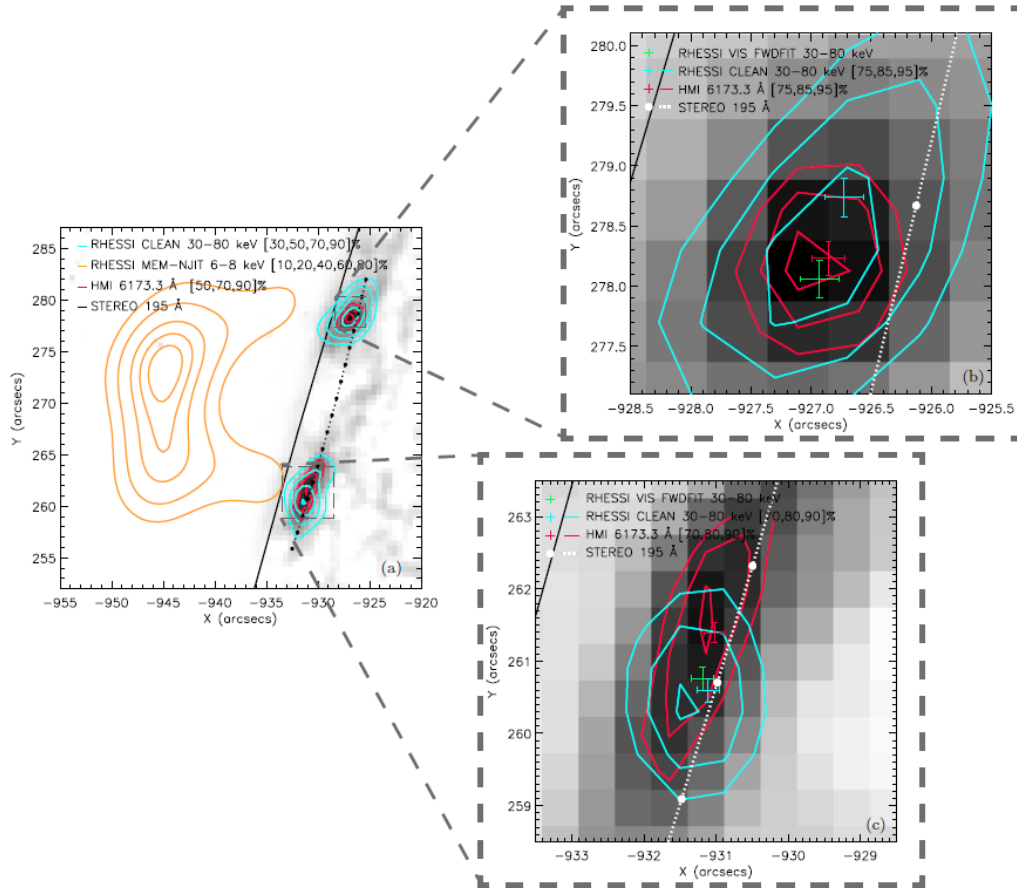 RHESSI CLEAN 30−80 keV [30,50,70,90]%
RHESSI MEM−NJIT 6−8 keV [10,20,40,60,80]%
HMI 6173.3 Å [50,70,90]%
STEREO 195 Å
285
280
275
270
265
260
255
Y (arcsecs)
(a)
−955 −950 −945 −940 −935 −930 −925 −920
X (arcsecs)
RHESSI VIS FWDFIT 30−80 keV
RHESSI CLEAN 30−80 keV [75,85,95]%
HMI 6173.3 Å [75,85,95]%
STEREO 195 Å
280.0
279.5
279.0
278.5
278.0
277.5
Y (arcsecs)
(b)
−928.5 −928.0 −927.5 −927.0 −926.5 −926.0 −925.5
X (arcsecs)
RHESSI VIS FWDFIT 30−80 keV
RHESSI CLEAN 30−80 keV [70,80,90]%
HMI 6173.3 Å [70,80,90]%
STEREO 195 Å
263
262
261
260
259
Y (arcsecs)
(c)
−933 −932 −931 −930 −929
X (arcsecs)